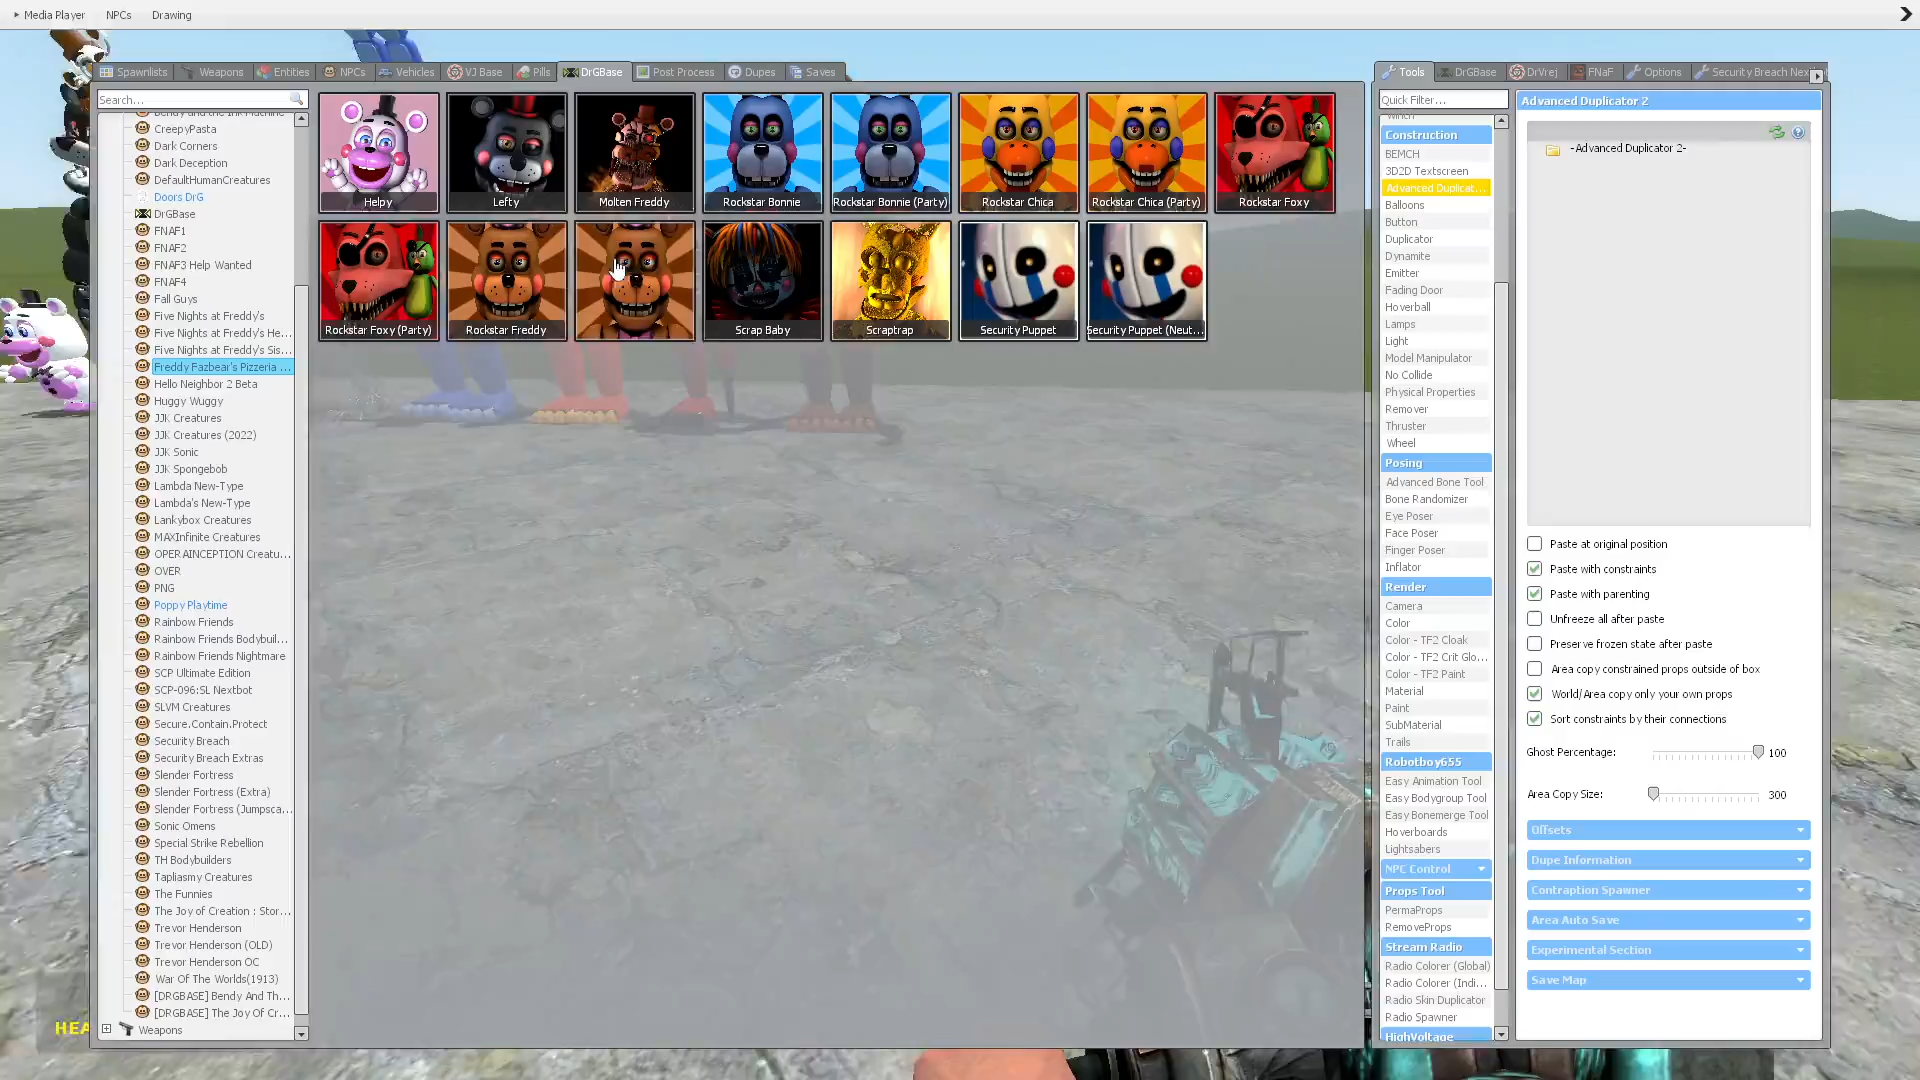 Media Player
NPCs
Drawing
Spawnlists
Weapons
Entities
NPCs
Vehicles
VJ Base
Pills
DrGBase
Post Process
Dupes
Saves
Search...
CreepyPasta
Dark Corners
Dark Deception
DefaultHumanCreatures
Doors DrG
DrGBase
FNAF1
FNAF2
FNAF3 Help Wanted
FNAF4
Fall Guys
Five Nights at Freddy's
Five Nights at Freddy's He...
Five Nights at Freddy's Sis...
Freddy Fazbear's Pizzeria ...
Hello Neighbor 2 Beta
Huggy Wuggy
JJK Creatures
JJK Creatures (2022)
JJK Sonic
JJK Spongebob
Lambda New-Type
Lambda's New-Type
Lankybox Creatures
MAXInfinite Creatures
OPERAINCEPTION Creatu...
OVER
PNG
Poppy Playtime
Rainbow Friends
Rainbow Friends Bodybuil...
Rainbow Friends Nightmare
SCP Ultimate Edition
SCP-096:SL Nextbot
SLVM Creatures
Secure.Contain.Protect
Security Breach
Security Breach Extras
Slender Fortress
Slender Fortress (Extra)
Slender Fortress (Jumpsca...
Sonic Omens
Special Strike Rebellion
TH Bodybuilders
Tapliasmy Creatures
The Funnies
The Joy of Creation : Stor...
Trevor Henderson
Trevor Henderson (OLD)
Trevor Henderson OC
War Of The Worlds(1913)
[DRGBASE] Bendy And Th...
[DRGBASE] The Joy Of Cr...
Weapons
HEA
Helpy
Lefty
Molten Freddy
Rockstar Bonnie
Rockstar Bonnie (Party)
Rockstar Chica
Rockstar Chica (Party)
Rockstar Foxy
Rockstar Foxy (Party)
Rockstar Freddy
Scrap Baby
Scraptrap
Security Puppet
Security Puppet (Neut...
Tools
DrGBase
DrVrej
FNaF
Options
Security Breach Nex
Quick Filter...
Construction
BEMCH
3D2D Textscreen
Advanced Duplicat...
Balloons
Button
Duplicator
Dynamite
Emitter
Fading Door
Hoverball
Lamps
Light
Model Manipulator
No Collide
Physical Properties
Remover
Thruster
Wheel
Posing
Advanced Bone Tool
Bone Randomizer
Eye Poser
Face Poser
Finger Poser
Inflator
Render
Camera
Color
Color - TF2 Cloak
Color - TF2 Crit Glo...
Color - TF2 Paint
Material
Paint
SubMaterial
Trails
Robotboy655
Easy Animation Tool
Easy Bodygroup Tool
Easy Bonemerge Tool
Hoverboards
Lightsabers
NPC Control
Props Tool
PermaProps
RemoveProps
Stream Radio
Radio Colorer (Global)
Radio Colorer (Indi...
Radio Skin Duplicator
Radio Spawner
HighVoltage
Advanced Duplicator 2
-Advanced Duplicator 2-
Paste at original position
Paste with constraints
Paste with parenting
Unfreeze all after paste
Preserve frozen state after paste
Area copy constrained props outside of box
World/Area copy only your own props
Sort constraints by their connections
Ghost Percentage: 100
Area Copy Size: 300
Offsets
Dupe Information
Contraption Spawner
Area Auto Save
Experimental Section
Save Map